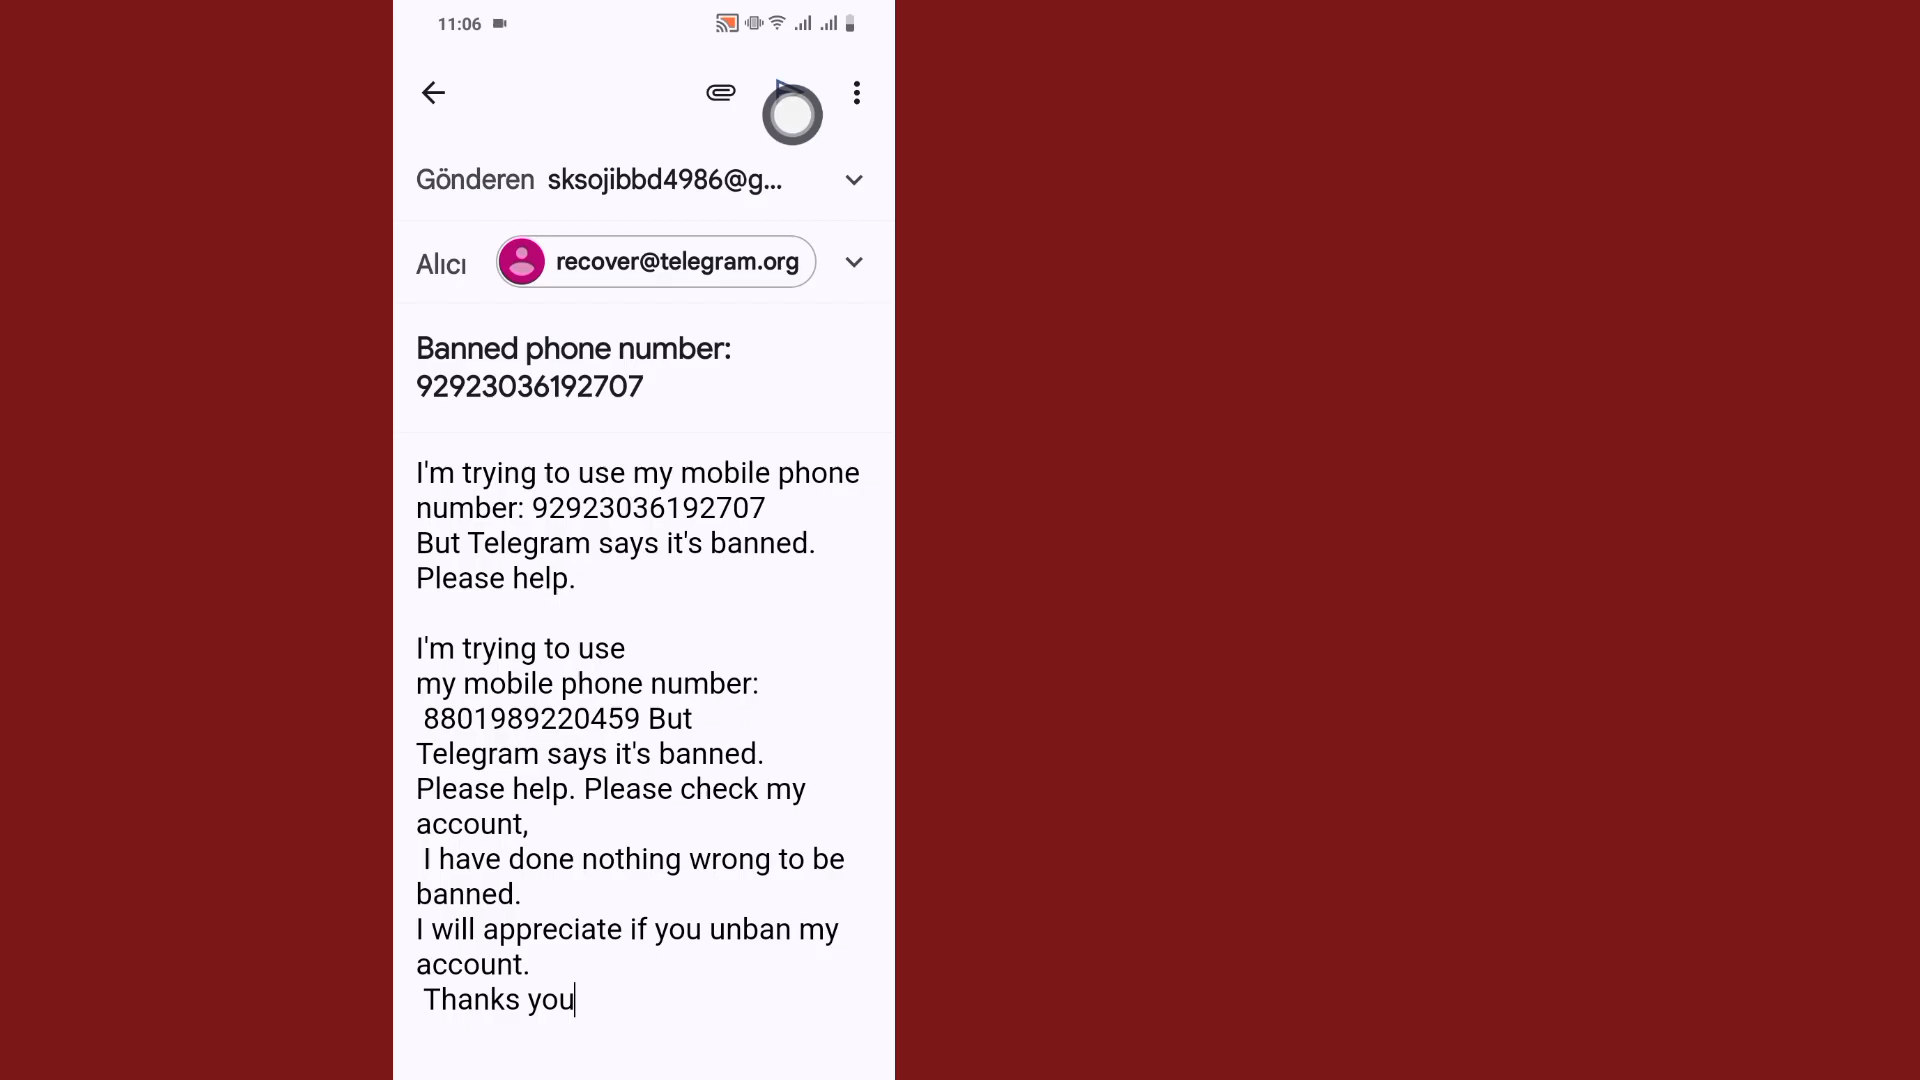 11:06
Gönderen sksojibbd4986@g...
Alıcı recover@telegram.org
Banned phone number:
92923036192707
I'm trying to use my mobile phone
number: 92923036192707
But Telegram says it's banned.
Please help.
I'm trying to use
my mobile phone number:
8801989220459 But
Telegram says it's banned.
Please help. Please check my
account,
I have done nothing wrong to be
banned.
I will appreciate if you unban my
account.
Thanks you